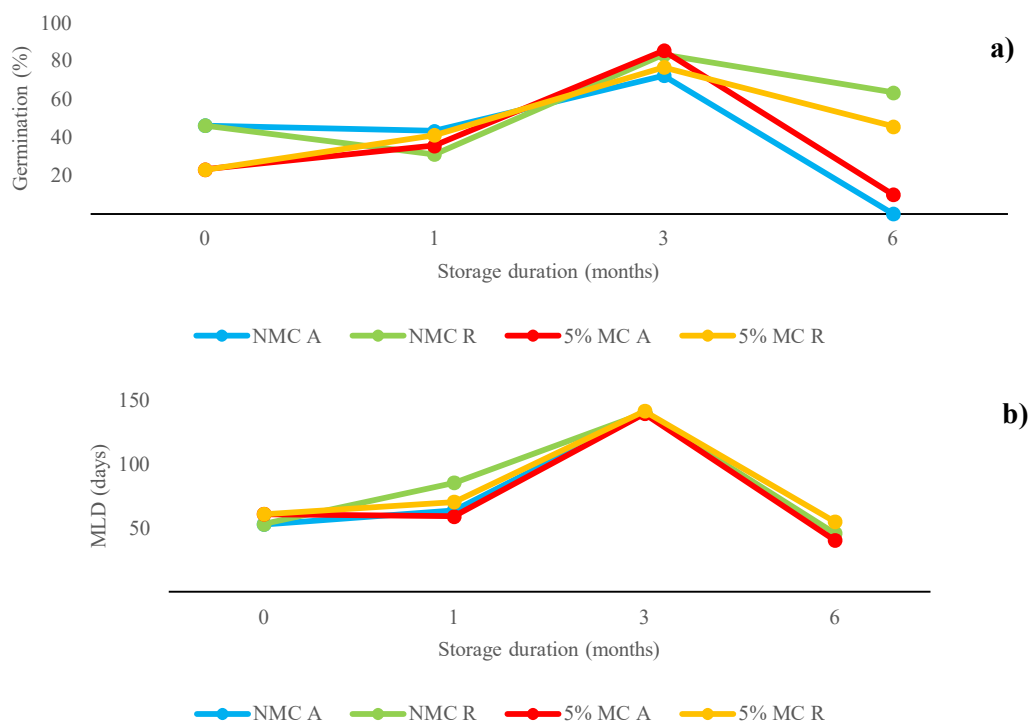 100
80
60
40
20
Germination (%)
a)
0 1 3 6
Storage duration (months)
NMC A NMC R 5% MC A 5% MC R
150
100
50
MLD (days)
b)
0 1 3 6
Storage duration (months)
NMC A NMC R 5% MC A 5% MC R